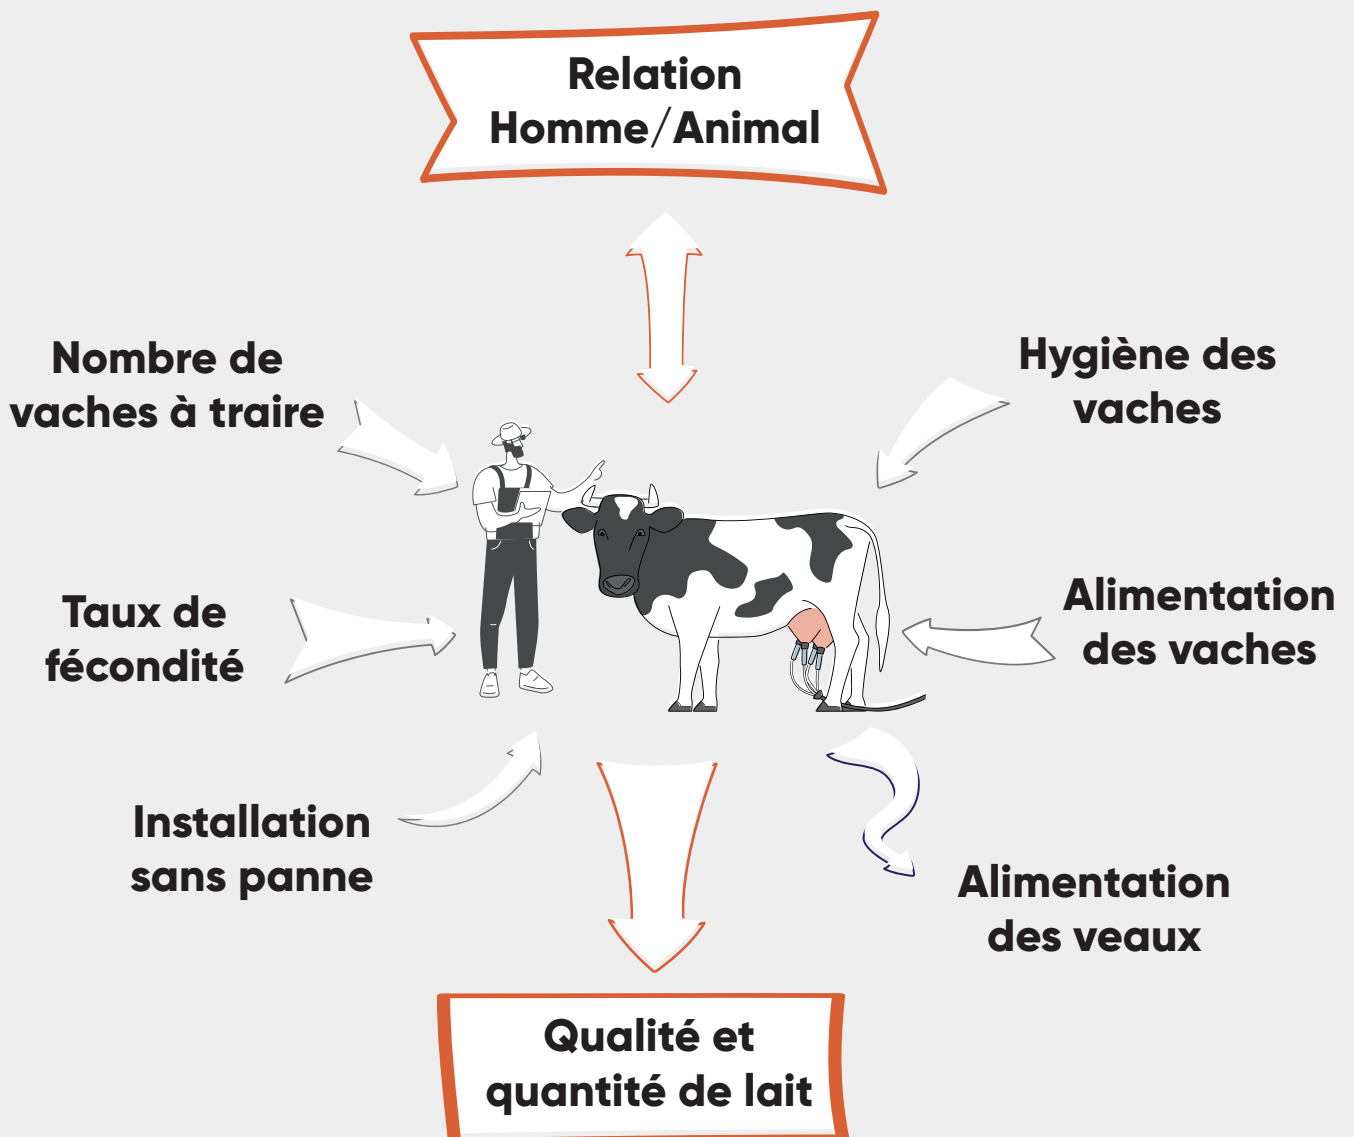 Relation
Homme/Animal
Nombre de
vaches à traire
Hygiène des
vaches
Taux de
fécondité
Alimentation
des vaches
Installation
sans panne
Alimentation
des veaux
Qualité et
quantité de lait